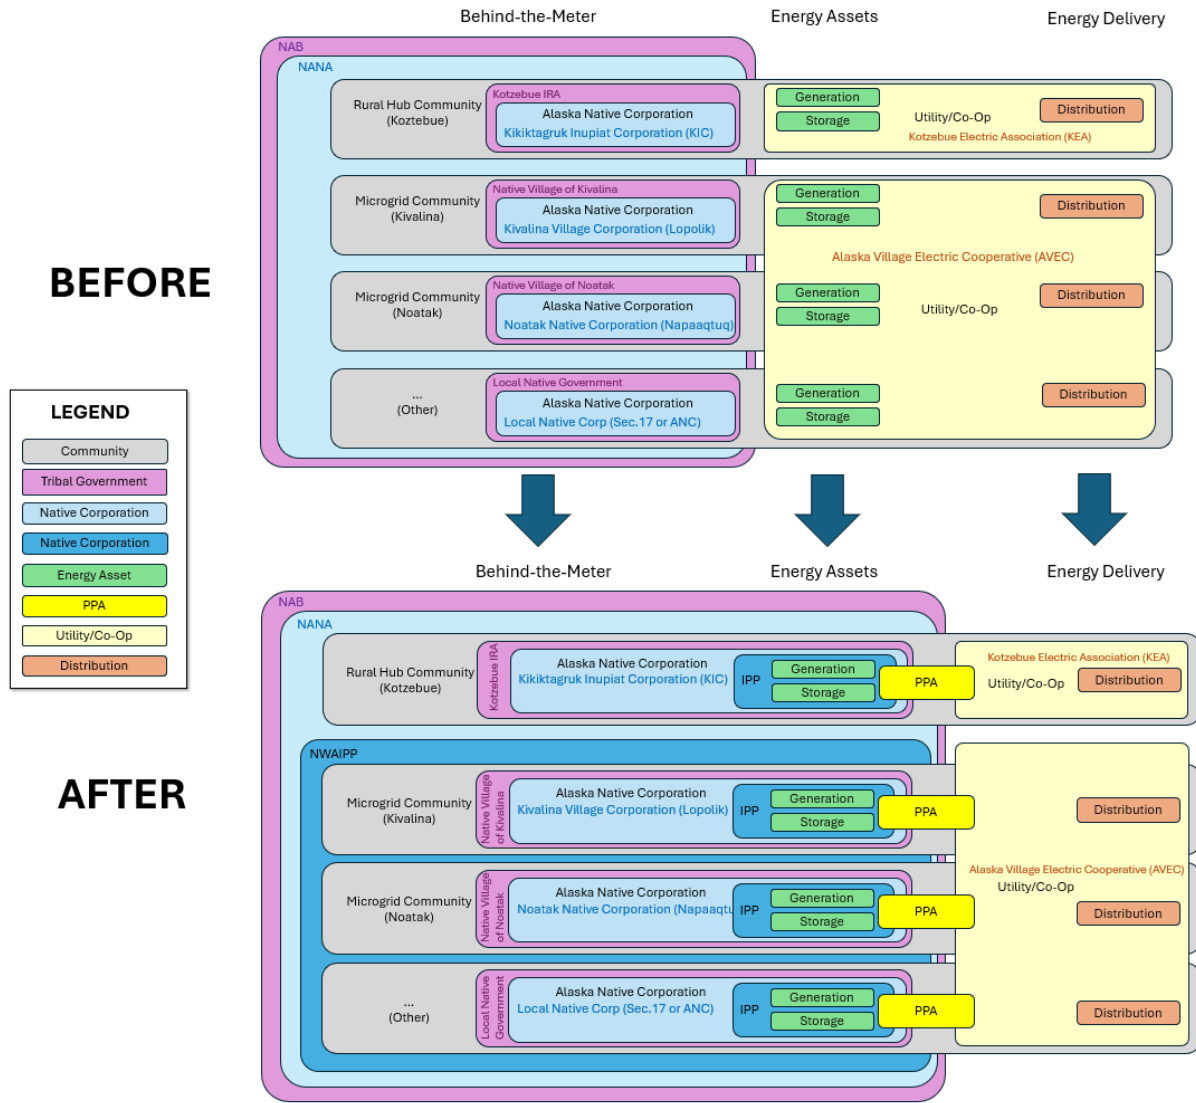 Behind-the-Meter
Energy Assets
Energy Delivery
NAB
NANA
Rural Hub Community
(Koztebue)
Kotzebue IRA
Alaska Native Corporation
Kikiktagruk Inupiat Corporation (KIC)
Generation
Storage
Utility/Co-Op
Kotzebue Electric Association (KEA)
Distribution
Microgrid Community
(Kivalina)
Native Village of Kivalina
Alaska Native Corporation
Kivalina Village Corporation (Lopolik)
Generation
Storage
Distribution
Alaska Village Electric Cooperative (AVEC)
BEFORE
Microgrid Community
(Noatak)
Native Village of Noatak
Alaska Native Corporation
Noatak Native Corporation (Napaaqtuq)
Generation
Storage
Utility/Co-Op
Distribution
...
(Other)
Local Native Government
Alaska Native Corporation
Local Native Corp (Sec.17 or ANC)
Generation
Storage
Distribution
LEGEND
Community
Tribal Government
Native Corporation
Native Corporation
Energy Asset
PPA
Utility/Co-Op
Distribution
Behind-the-Meter
Energy Assets
Energy Delivery
NAB
NANA
Rural Hub Community
(Kotzebue)
Kotzebue IRA
Alaska Native Corporation
Kikiktagruk Inupiat Corporation (KIC)
IPP
Generation
Storage
PPA
Kotzebue Electric Association (KEA)
Utility/Co-Op
Distribution
NWAIPP
AFTER
Microgrid Community
(Kivalina)
Native Village
of Kivalina
Alaska Native Corporation
Kivalina Village Corporation (Lopolik)
IPP
Generation
Storage
PPA
Distribution
Alaska Village Electric Cooperative (AVEC)
Utility/Co-Op
Microgrid Community
(Noatak)
Native Village
of Noatak
Alaska Native Corporation
Noatak Native Corporation (Napaaqtu
IPP
Generation
Storage
PPA
Distribution
...
(Other)
Local Native
Government
Alaska Native Corporation
Local Native Corp (Sec.17 or ANC)
IPP
Generation
Storage
PPA
Distribution